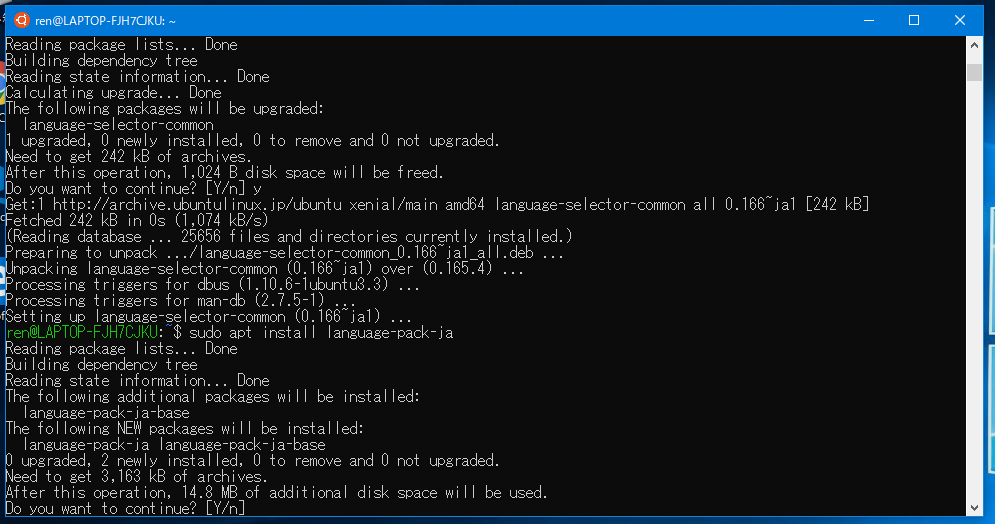 ren@LAPTOP-FJH7CJKU: ~
Reading package lists... Done
Building dependency tree
Reading state information... Done
Calculating upgrade... Done
The following packages will be upgraded:
  language-selector-common
1 upgraded, 0 newly installed, 0 to remove and 0 not upgraded.
Need to get 242 kB of archives.
After this operation, 1,024 B disk space will be freed.
Do you want to continue? [Y/n] y
Get:1 http://archive.ubuntulinux.jp/ubuntu xenial/main amd64 language-selector-common all 0.166~ja1 [242 kB]
Fetched 242 kB in 0s (1,074 kB/s)
(Reading database ... 25656 files and directories currently installed.)
Preparing to unpack .../language-selector-common_0.166~ja1_all.deb ...
Unpacking language-selector-common (0.166~ja1) over (0.165.4) ...
Processing triggers for dbus (1.10.6-1ubuntu3.3) ...
Processing triggers for man-db (2.7.5-1) ...
Setting up language-selector-common (0.166~ja1) ...
ren@LAPTOP-FJH7CJKU:~$ sudo apt install language-pack-ja
Reading package lists... Done
Building dependency tree
Reading state information... Done
The following additional packages will be installed:
  language-pack-ja-base
The following NEW packages will be installed:
  language-pack-ja language-pack-ja-base
0 upgraded, 2 newly installed, 0 to remove and 0 not upgraded.
Need to get 3,163 kB of archives.
After this operation, 14.8 MB of additional disk space will be used.
Do you want to continue? [Y/n]